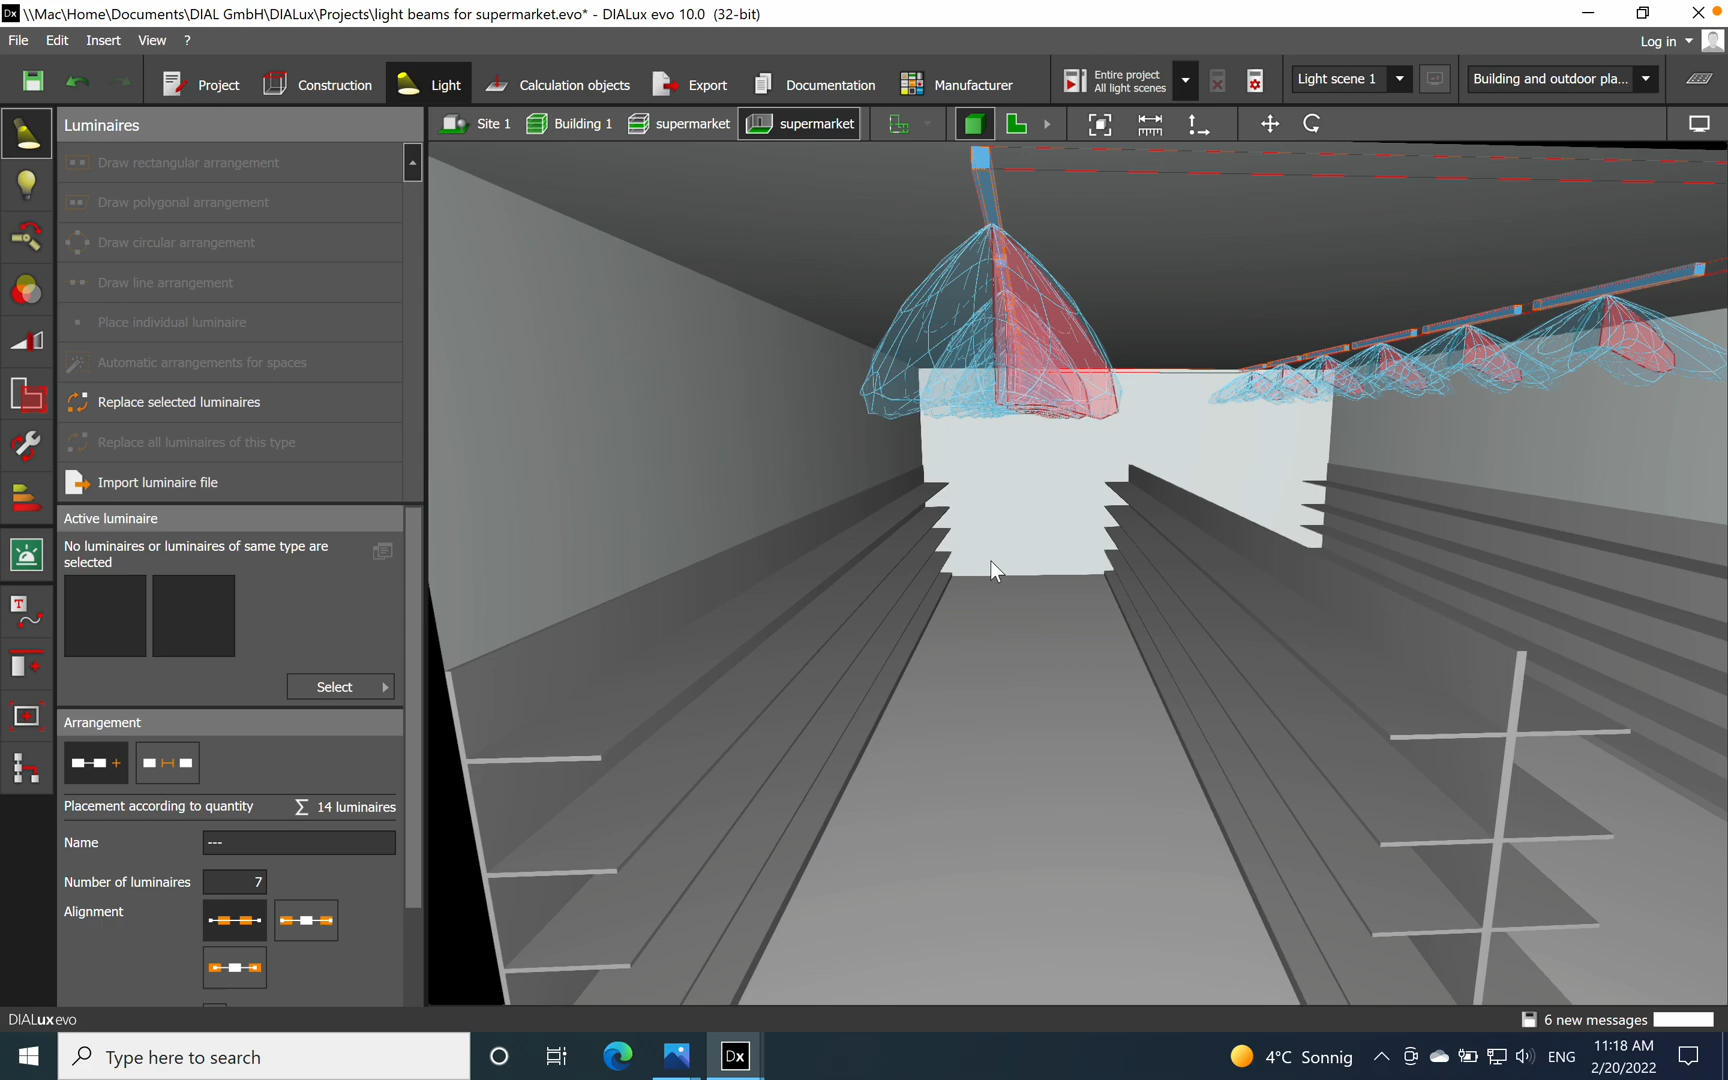 Dx \\Mac\Home\Documents\DIAL GmbH\DIALux\Projects\light beams for supermarket.evo* - DIALux evo 10.0 (32-bit)
File Edit Insert View ?
Log in
Project Construction Light Calculation objects Export Documentation Manufacturer
Entire project
All light scenes
Light scene 1
Building and outdoor pla...
Luminaires
Site 1 Building 1 supermarket supermarket
Draw rectangular arrangement
Draw polygonal arrangement
Draw circular arrangement
Draw line arrangement
Place individual luminaire
Automatic arrangements for spaces
Replace selected luminaires
Replace all luminaires of this type
Import luminaire file
Active luminaire
No luminaires or luminaires of same type are
selected
T
Select
Arrangement
Placement according to quantity Σ 14 luminaires
Name ---
Number of luminaires 7
Alignment
DIALux evo
6 new messages
Type here to search
Dx
4°C Sonnig
ENG
11:18 AM
2/20/2022